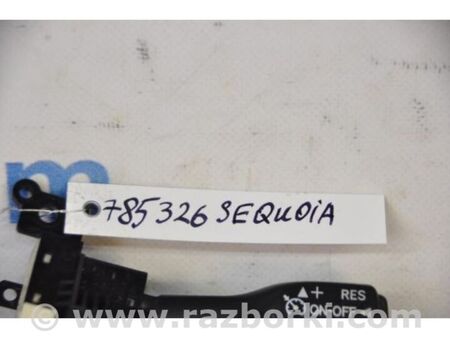 m
785326 SEQUOIA
+ RES
ON-OFF
© www.razborki.com